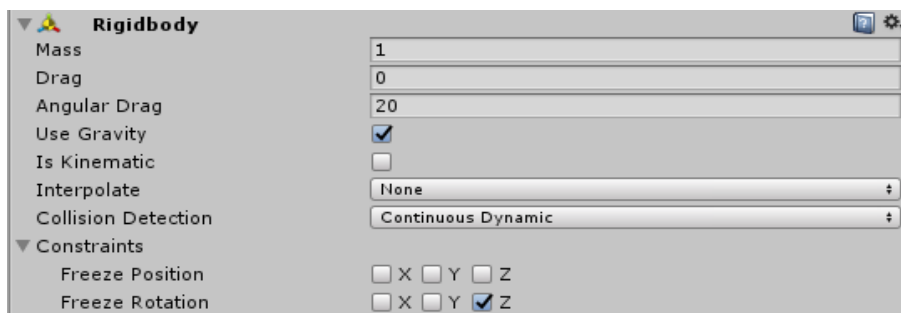 Rigidbody
Mass 1
Drag 0
Angular Drag 20
Use Gravity
Is Kinematic
Interpolate None
Collision Detection Continuous Dynamic
Constraints
Freeze Position X Y Z
Freeze Rotation X Y Z